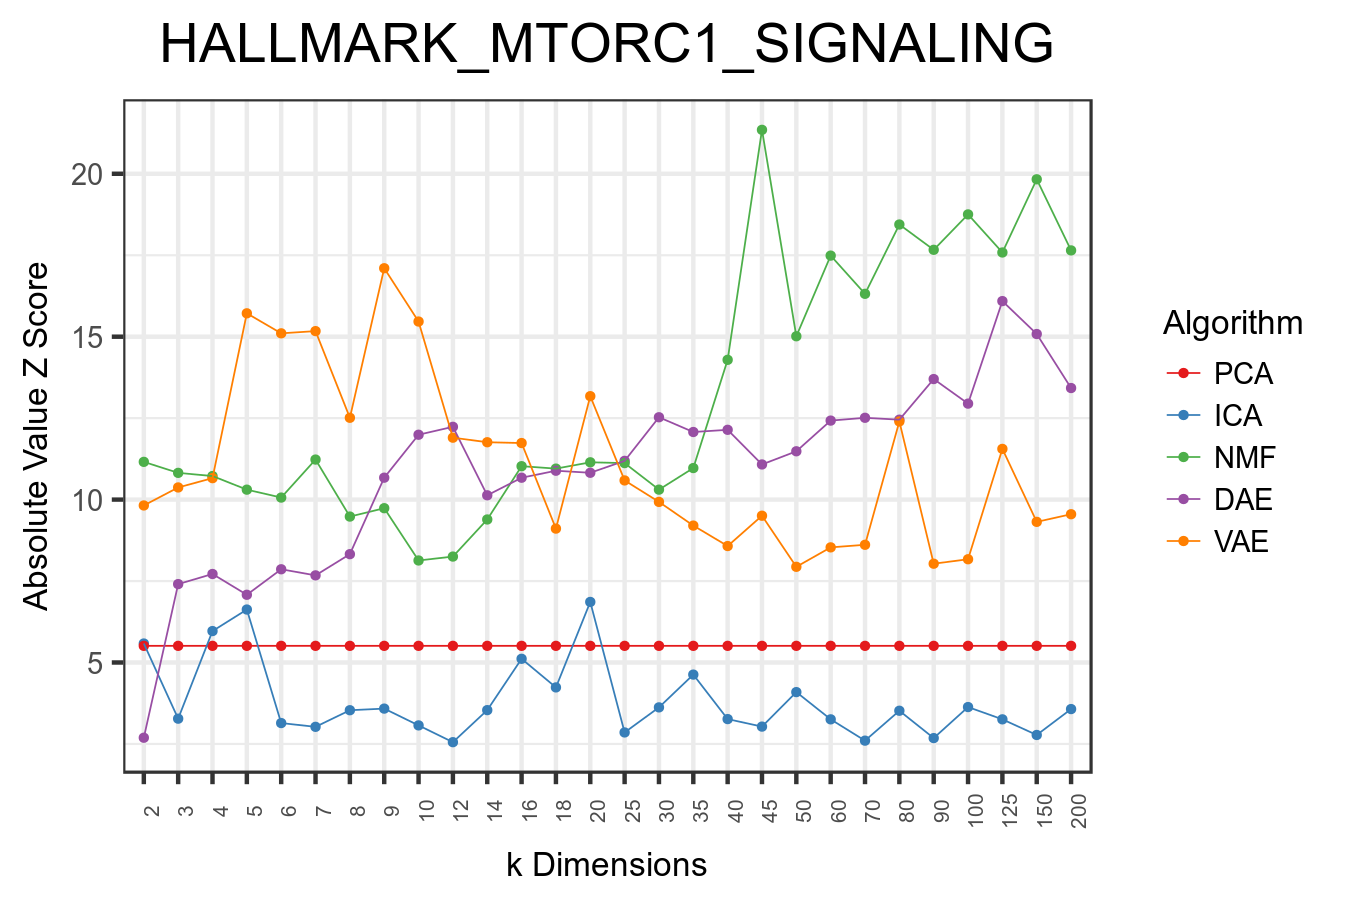 HALLMARK_MTORC1_SIGNALING
Absolute Value Z Score
20
15
10
5
2 3 4 5 6 7 8 9 10 12 14 16 18 20 25 30 35 40 45 50 60 70 80 90 100 125 150 200
k Dimensions
Algorithm
PCA
ICA
NMF
DAE
VAE